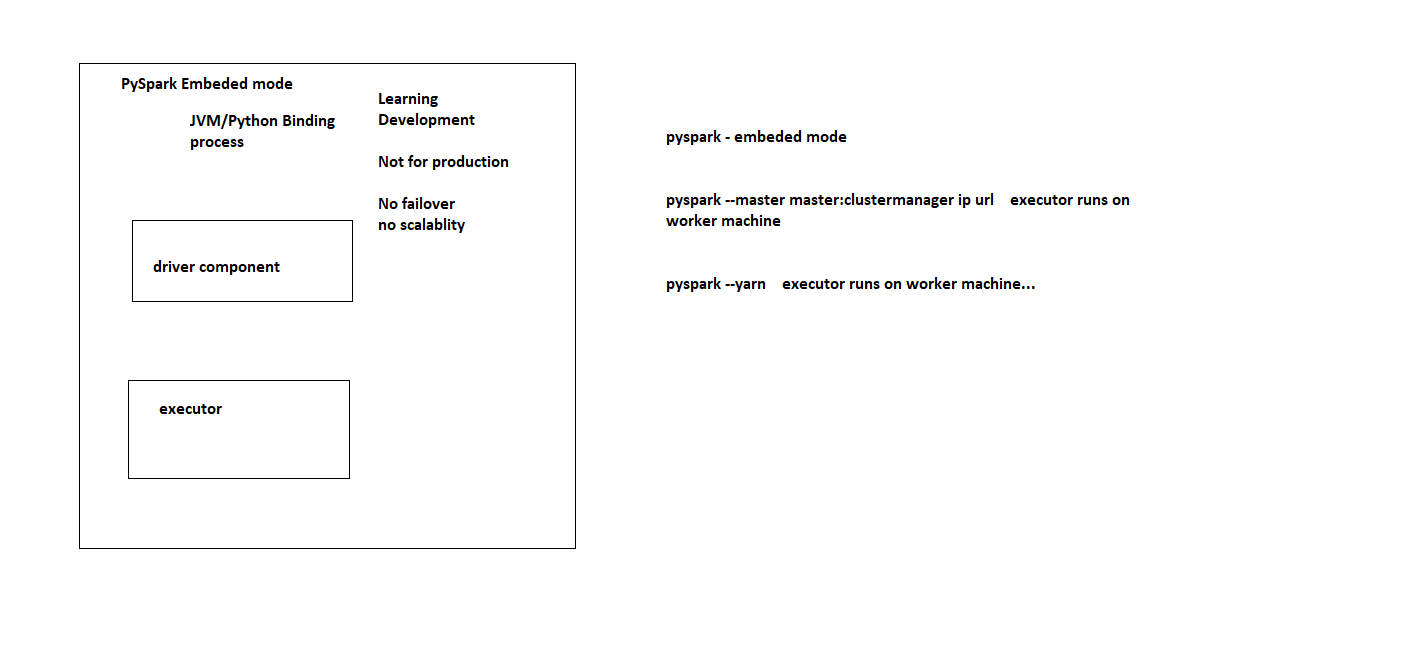 PySpark Embeded mode
JVM/Python Binding
process
Learning
Development
Not for production
No failover
no scalablity
driver component
executor
pyspark - embeded mode
pyspark --master master:clustermanager ip url    executor runs on
worker machine
pyspark --yarn    executor runs on worker machine...